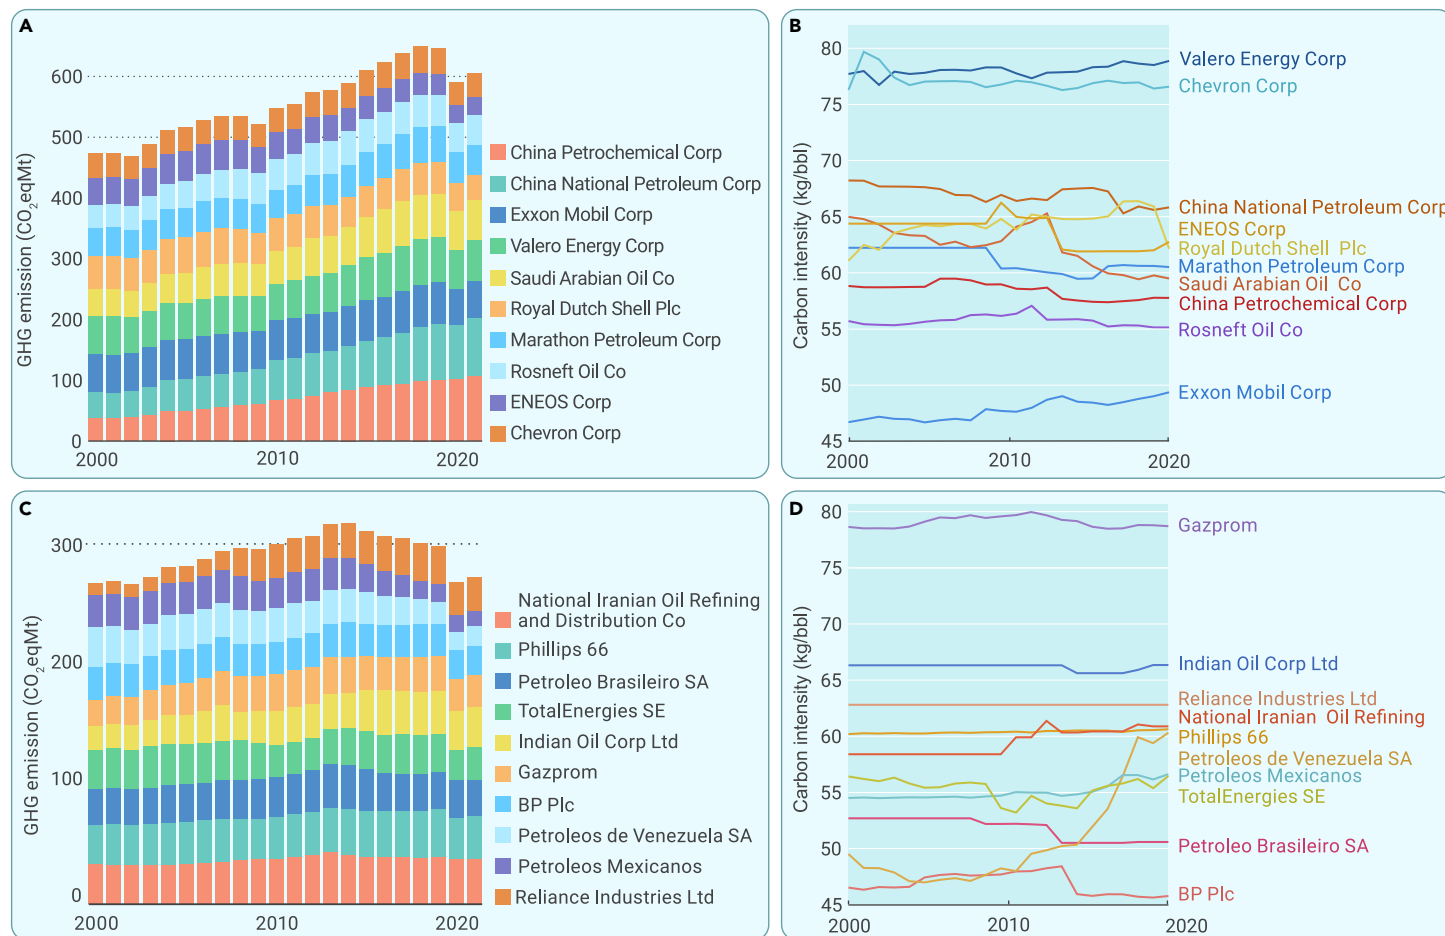 A
GHG emission (CO₂eqMt)
600
500
400
300
200
100
0
2000
2010
2020
China Petrochemical Corp
China National Petroleum Corp
Exxon Mobil Corp
Valero Energy Corp
Saudi Arabian Oil Co
Royal Dutch Shell Plc
Marathon Petroleum Corp
Rosneft Oil Co
ENEOS Corp
Chevron Corp
B
Carbon intensity (kg/bbl)
80
75
70
65
60
55
50
45
2000
2010
2020
Valero Energy Corp
Chevron Corp
China National Petroleum Corp
ENEOS Corp
Royal Dutch Shell Plc
Marathon Petroleum Corp
Saudi Arabian Oil Co
China Petrochemical Corp
Rosneft Oil Co
Exxon Mobil Corp
C
GHG emission (CO₂eqMt)
300
200
100
0
2000
2010
2020
National Iranian Oil Refining
and Distribution Co
Phillips 66
Petroleo Brasileiro SA
TotalEnergies SE
Indian Oil Corp Ltd
Gazprom
BP Plc
Petroleos de Venezuela SA
Petroleos Mexicanos
Reliance Industries Ltd
D
Carbon intensity (kg/bbl)
80
75
70
65
60
55
50
45
2000
2010
2020
Gazprom
Indian Oil Corp Ltd
Reliance Industries Ltd
National Iranian Oil Refining
Phillips 66
Petroleos de Venezuela SA
Petroleos Mexicanos
TotalEnergies SE
Petroleo Brasileiro SA
BP Plc